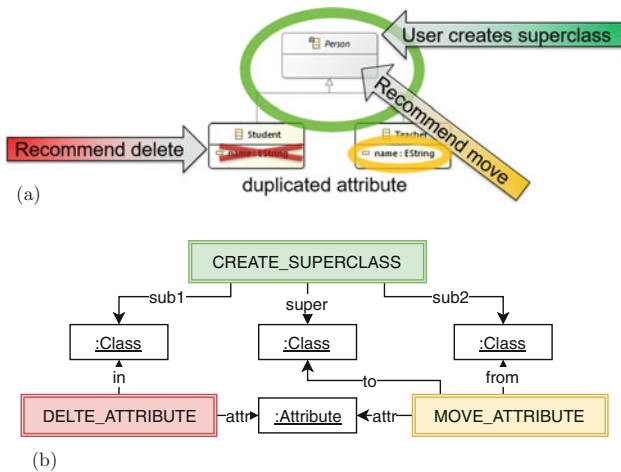 Person
User creates superclass
Recommend move
Student
Teacher
Recommend delete
name : EString
name : EString
duplicated attribute
(a)
CREATE_SUPERCLASS
sub1
super
sub2
:Class
:Class
:Class
in
to
from
DELTE_ATTRIBUTE
attr
:Attribute
attr
MOVE_ATTRIBUTE
(b)